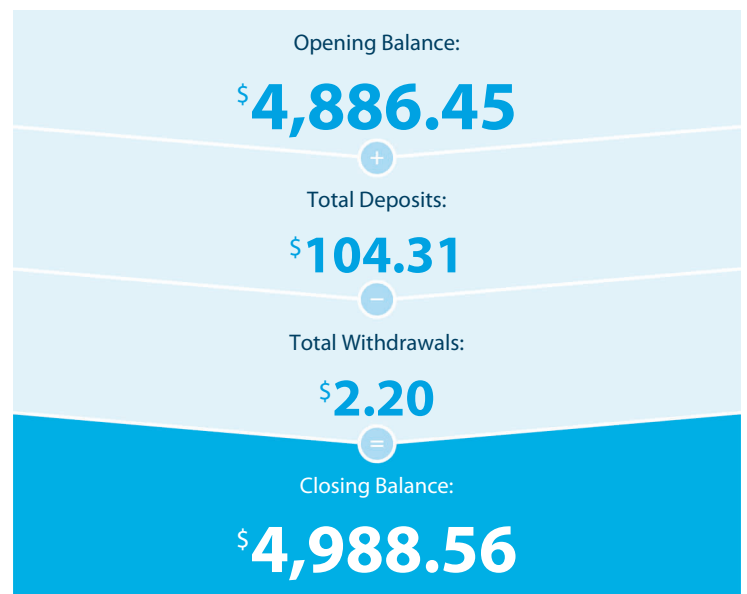 Opening Balance:
$4,886.45
+
Total Deposits:
$104.31
−
Total Withdrawals:
$2.20
=
Closing Balance:
$4,988.56